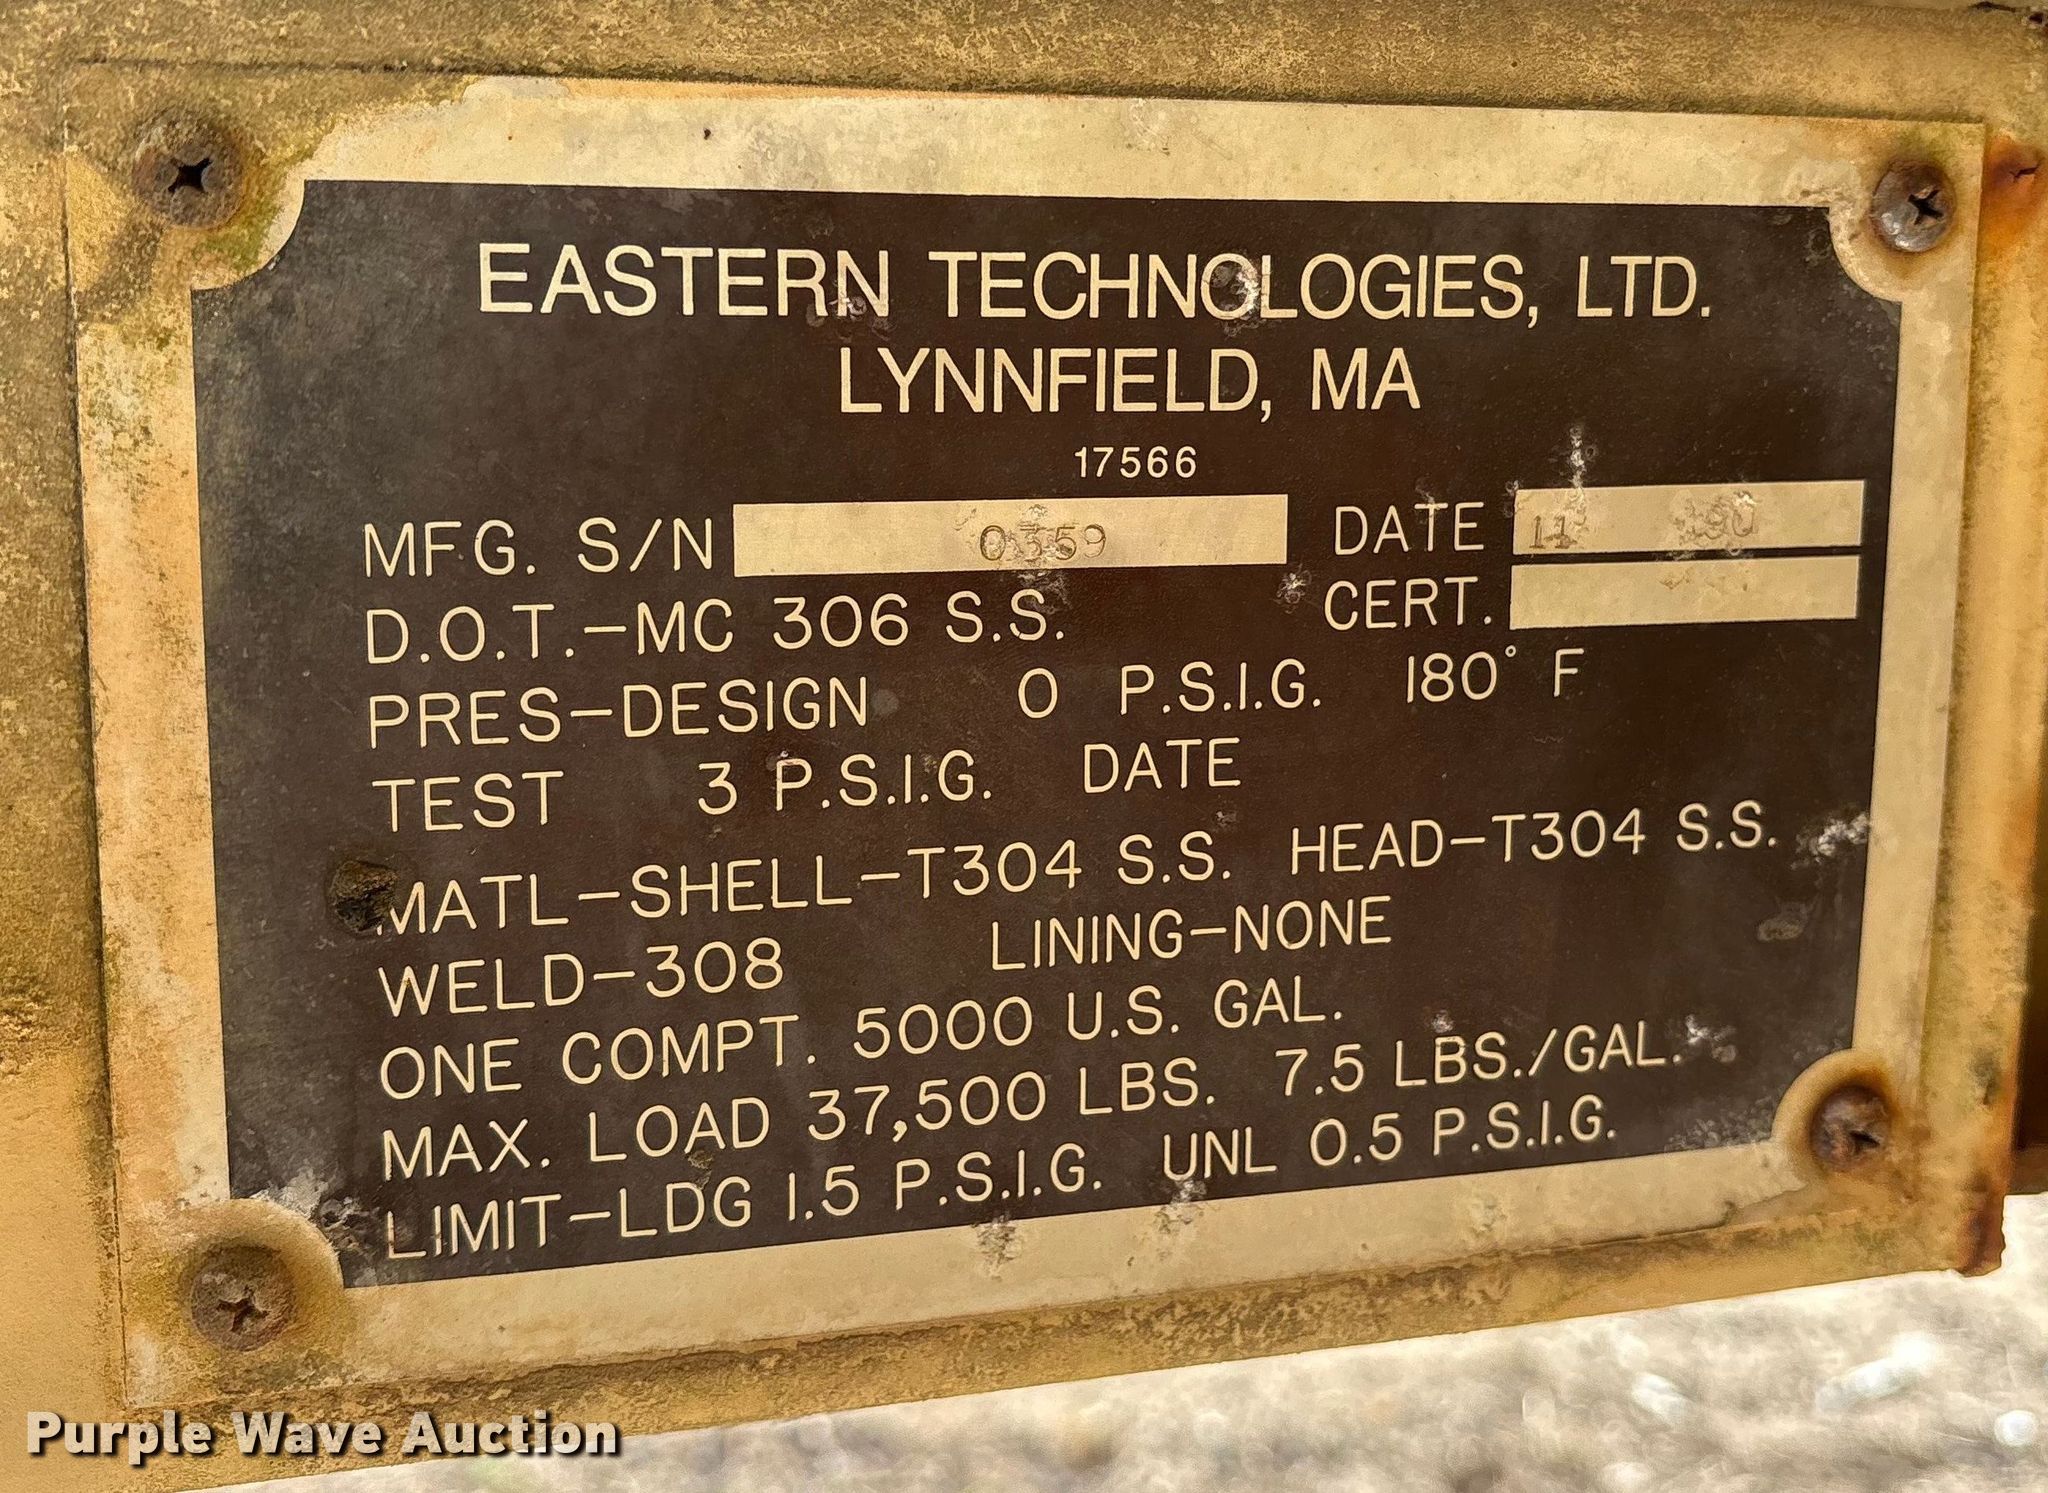 EASTERN TECHNOLOGIES, LTD.
LYNNFIELD, MA
17566
MFG. S/N 0359 DATE 11
D.O.T.-MC 306 S.S. CERT.
PRES-DESIGN 0 P.S.I.G. 180° F
TEST 3 P.S.I.G. DATE
MATL-SHELL-T304 S.S. HEAD-T304 S.S.
WELD-308 LINING-NONE
ONE COMPT. 5000 U.S. GAL.
MAX. LOAD 37,500 LBS. 7.5 LBS./GAL.
LIMIT-LDG 1.5 P.S.I.G. UNL 0.5 P.S.I.G.
Purple Wave Auction